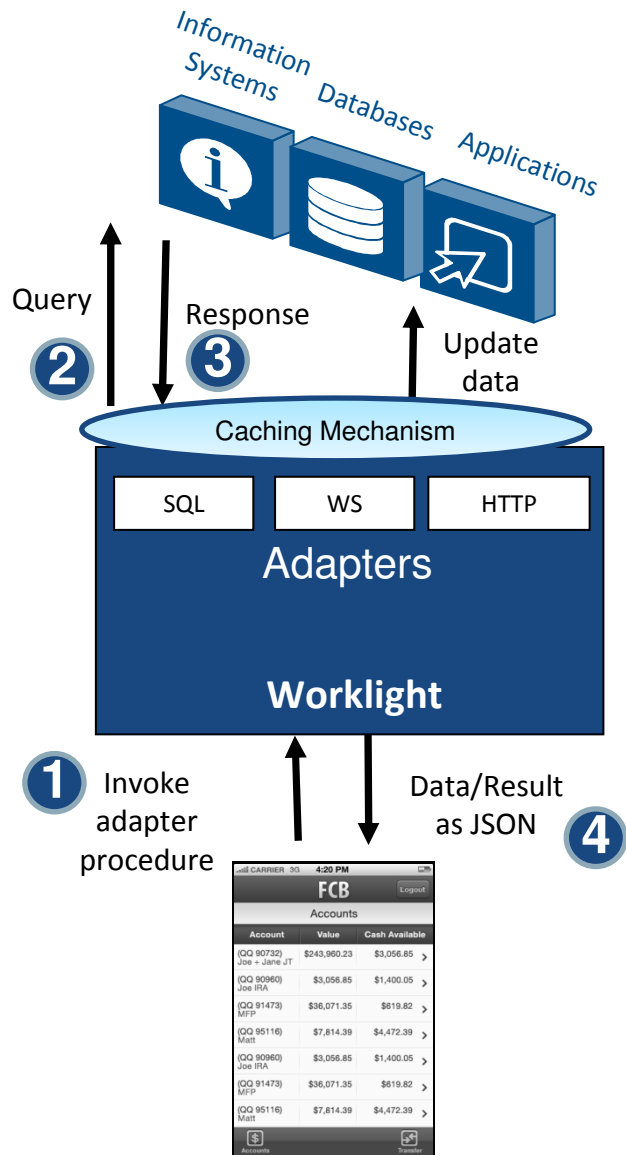 Information
Systems
Databases
Applications
Query
2
Response
3
Update
data
Caching Mechanism
SQL
WS
HTTP
Adapters
Worklight
1
Invoke
adapter
procedure
Data/Result
as JSON
4
CARRIER 3G 4:20 PM
FCB
Logout
Accounts
Account Value Cash Available
(QQ 90732) $243,960.23 $3,056.85
Joe + Jane JT
(QQ 90960) $3,056.85 $1,400.05
Joe IRA
(QQ 91473) $36,071.35 $619.82
MFP
(QQ 95116) $7,814.39 $4,472.39
Matt
(QQ 90960) $3,056.85 $1,400.05
Joe IRA
(QQ 91473) $36,071.35 $619.82
MFP
(QQ 95116) $7,814.39 $4,472.39
Matt
$
Accounts Transfer